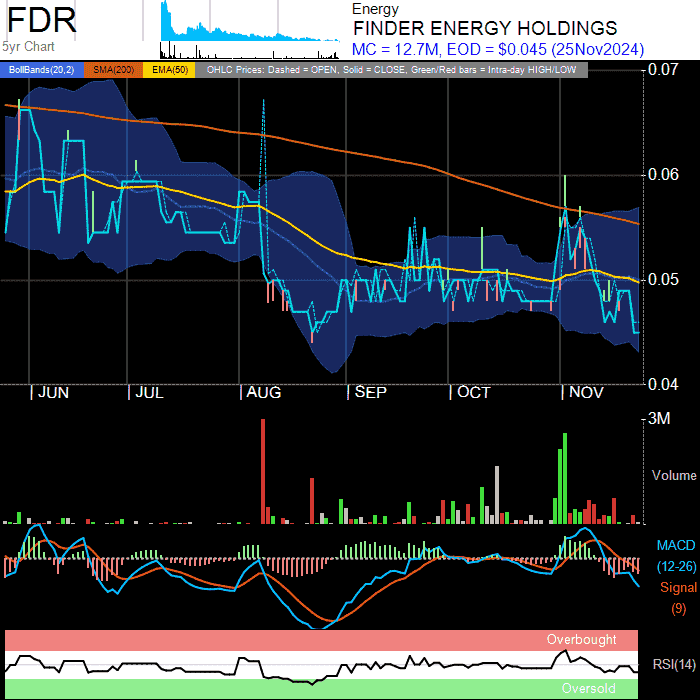 FDR
5yr Chart
Energy
FINDER ENERGY HOLDINGS
MC = 12.7M, EOD = $0.045 (25Nov2024)
BollBands(20,2) SMA(200) EMA(50) OHLC Prices: Dashed = OPEN, Solid = CLOSE, Green/Red bars = Intra-day HIGH/LOW
0.07
0.06
0.05
0.04
| JUN | JUL | AUG | SEP | OCT | NOV
3M
Volume
MACD
(12-26)
Signal
(9)
Overbought
RSI(14)
Oversold